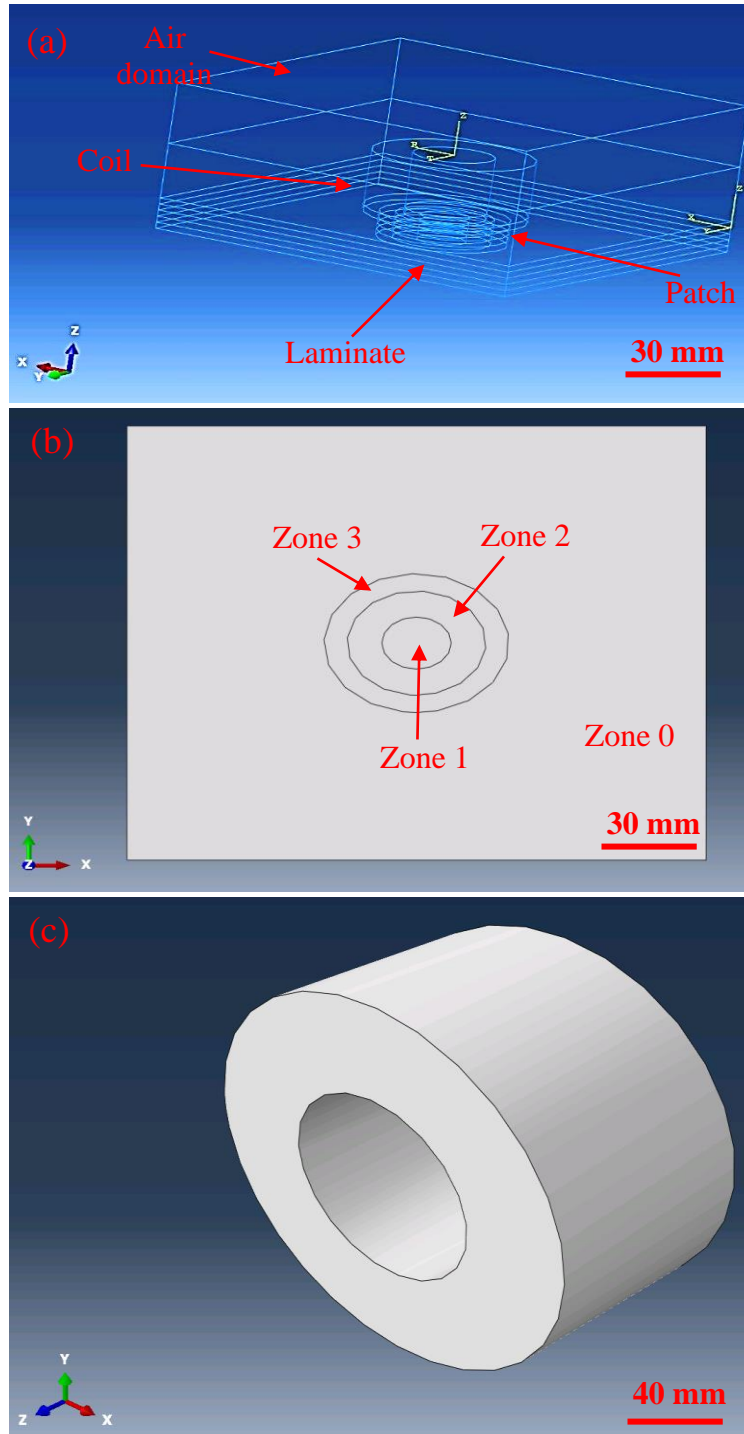 (a)
Air
domain
Coil
Patch
Laminate
30 mm
Z
R
T
Z
X
Y
X
Y
Z
(b)
Zone 3
Zone 2
Zone 1
Zone 0
30 mm
Y
Z
X
(c)
40 mm
Y
Z
X